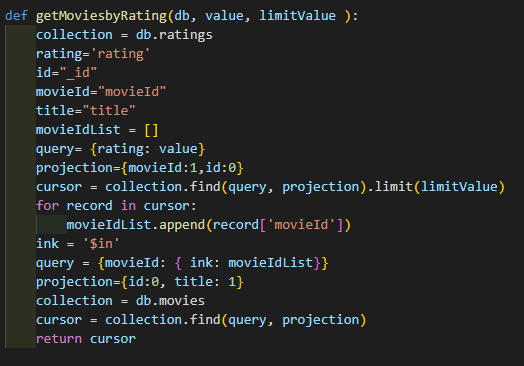 def getMoviesbyRating(db, value, limitValue ):
    collection = db.ratings
    rating='rating'
    id="_id"
    movieId="movieId"
    title="title"
    movieIdList = []
    query= {rating: value}
    projection={movieId:1,id:0}
    cursor = collection.find(query, projection).limit(limitValue)
    for record in cursor:
        movieIdList.append(record['movieId'])
    ink = '$in'
    query = {movieId: { ink: movieIdList}}
    projection={id:0, title: 1}
    collection = db.movies
    cursor = collection.find(query, projection)
    return cursor